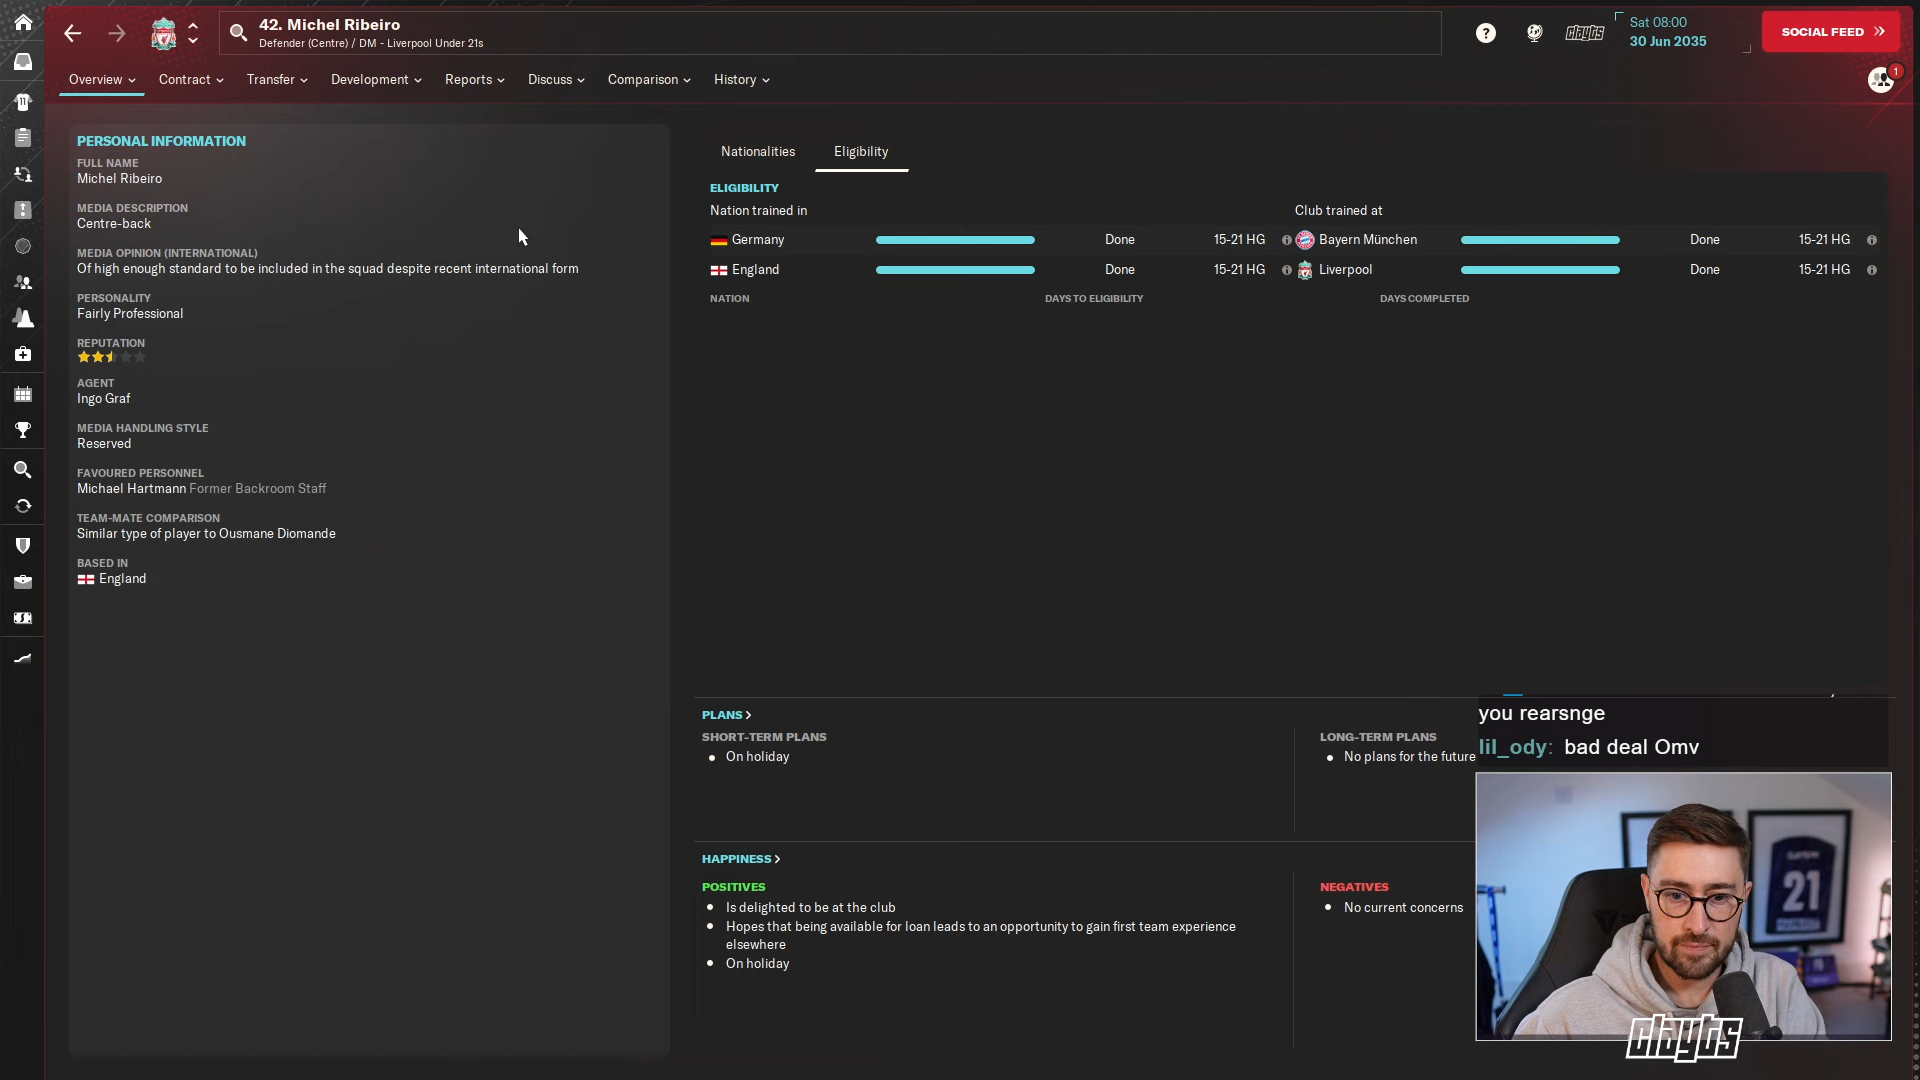 42. Michel Ribeiro
Defender (Centre) / DM - Liverpool Under 21s
?
clayts
Sat 08:00
30 Jun 2035
SOCIAL FEED
Overview
Contract
Transfer
Development
Reports
Discuss
Comparison
History
1
11
PERSONAL INFORMATION
FULL NAME
Michel Ribeiro
MEDIA DESCRIPTION
Centre-back
MEDIA OPINION (INTERNATIONAL)
Of high enough standard to be included in the squad despite recent international form
PERSONALITY
Fairly Professional
REPUTATION
AGENT
Ingo Graf
MEDIA HANDLING STYLE
Reserved
FAVOURED PERSONNEL
Michael Hartmann Former Backroom Staff
TEAM-MATE COMPARISON
Similar type of player to Ousmane Diomande
BASED IN
England
Nationalities
Eligibility
ELIGIBILITY
Nation trained in
Club trained at
Germany Done 15-21 HG
Bayern München Done 15-21 HG
England Done 15-21 HG
Liverpool Done 15-21 HG
NATION
DAYS TO ELIGIBILITY
DAYS COMPLETED
PLANS
SHORT-TERM PLANS
On holiday
LONG-TERM PLANS
No plans for the future
HAPPINESS
POSITIVES
Is delighted to be at the club
Hopes that being available for loan leads to an opportunity to gain first team experience
elsewhere
On holiday
NEGATIVES
No current concerns
you rearsnge
lil_ody: bad deal Omv
21
clayts